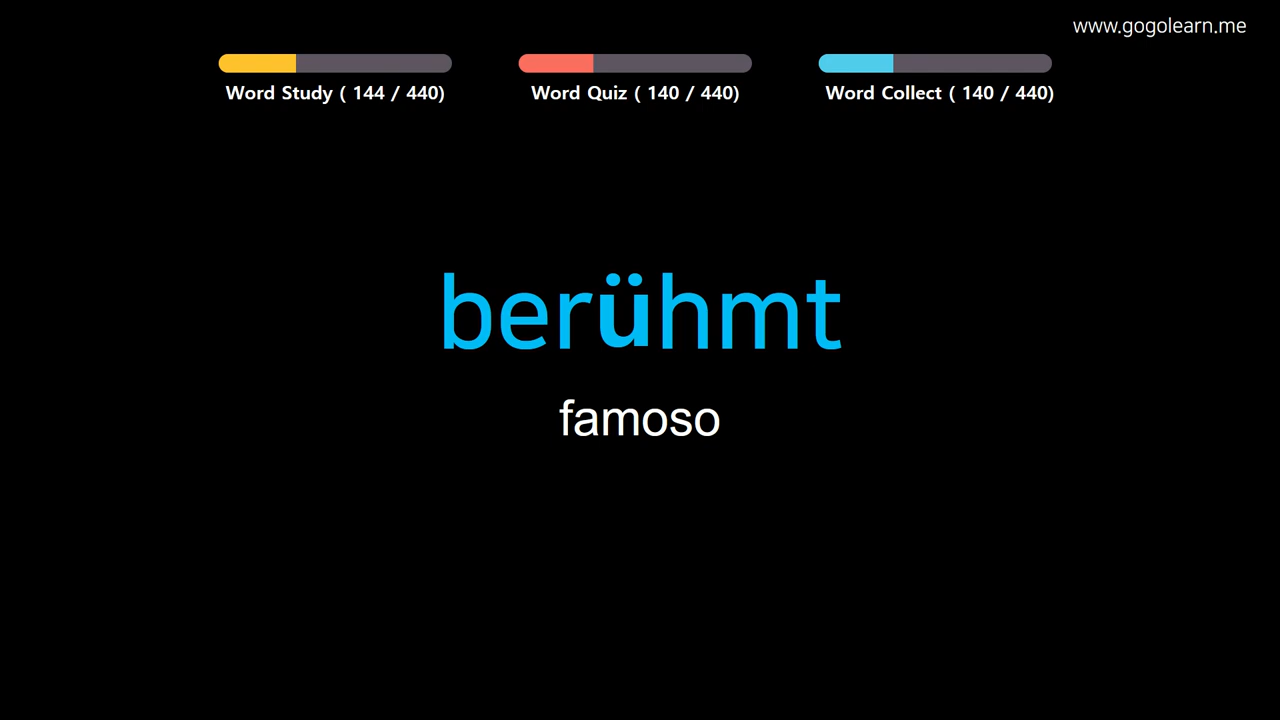 www.gogolearn.me
Word Study ( 144 / 440)
Word Quiz ( 140 / 440)
Word Collect ( 140 / 440)
berühmt
famoso